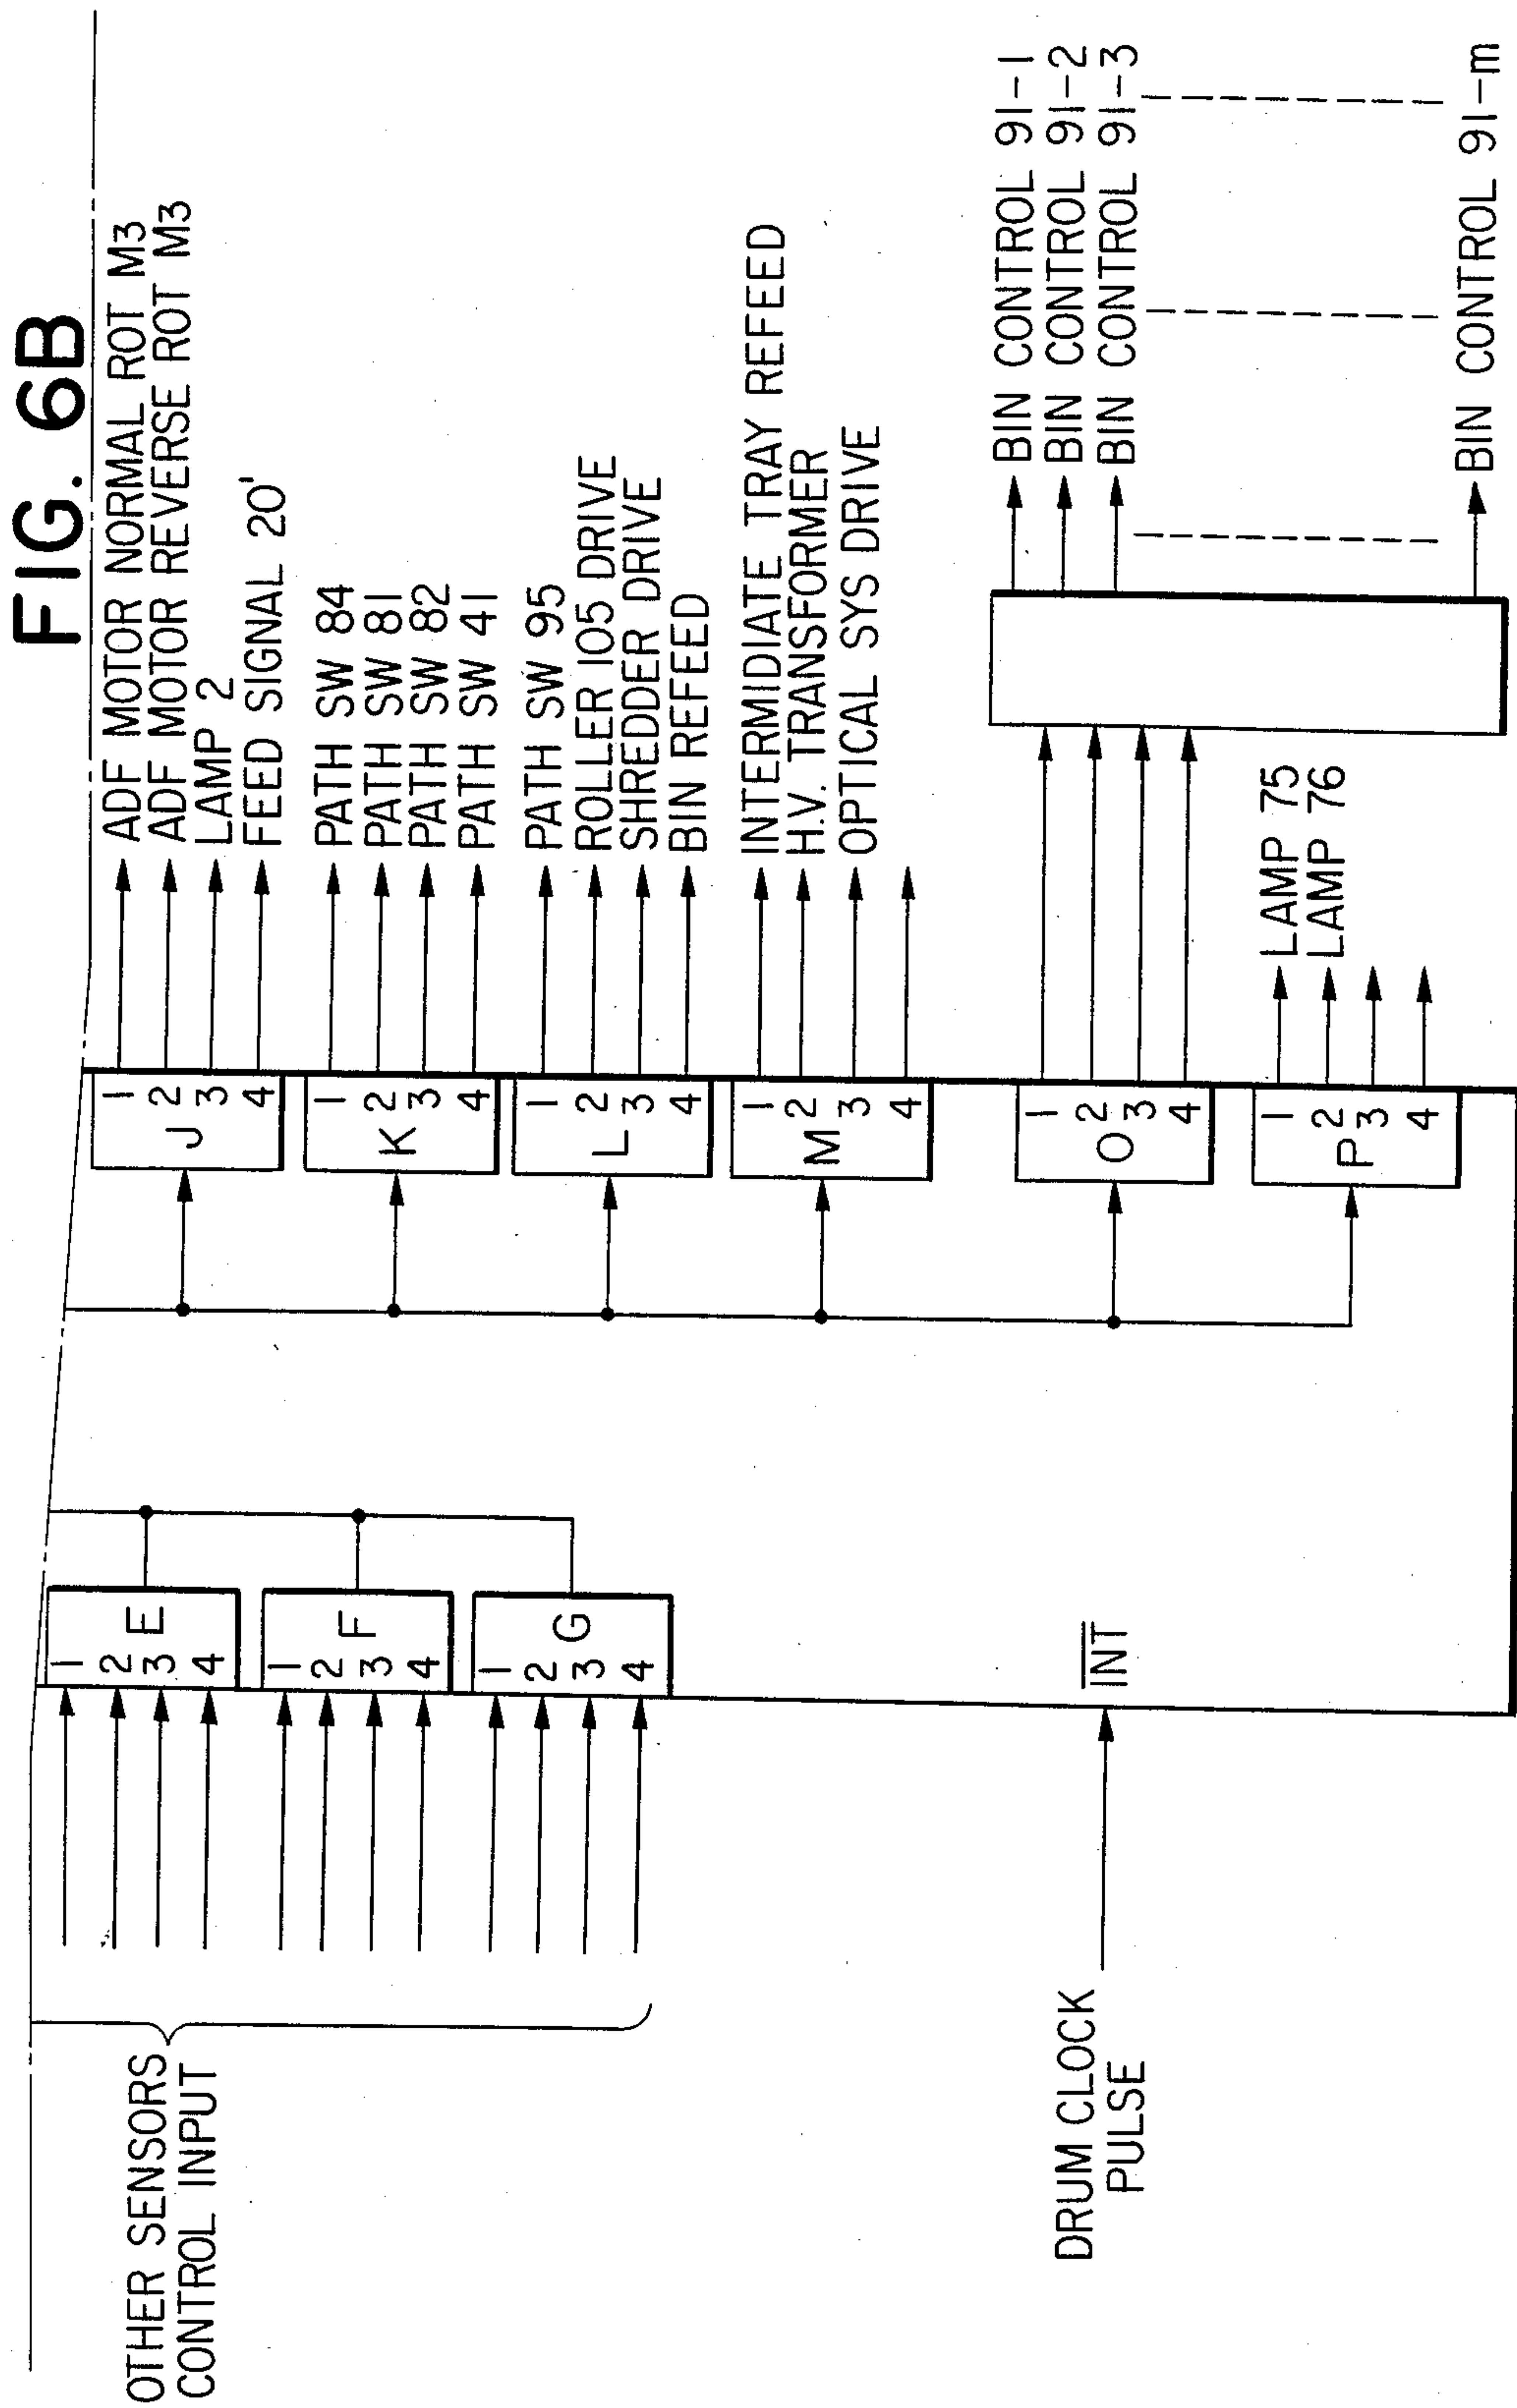 FIG. 6B
OTHER SENSORS
CONTROL INPUT
1
2
3
4
E
1
2
3
4
F
1
2
3
4
G
DRUM CLOCK
PULSE
INT
J
1
2
3
4
ADF MOTOR NORMAL ROT M3
ADF MOTOR REVERSE ROT M3
LAMP 2
FEED SIGNAL 20'
K
1
2
3
4
PATH SW 84
PATH SW 81
PATH SW 82
PATH SW 41
L
1
2
3
4
PATH SW 95
ROLLER 105 DRIVE
SHREDDER DRIVE
BIN REFEED
M
1
2
3
4
INTERMIDIATE TRAY REFEED
H.V. TRANSFORMER
OPTICAL SYS DRIVE
O
1
2
3
4
BIN CONTROL 91-1
BIN CONTROL 91-2
BIN CONTROL 91-3
BIN CONTROL 91-m
P
1
2
3
4
LAMP 75
LAMP 76